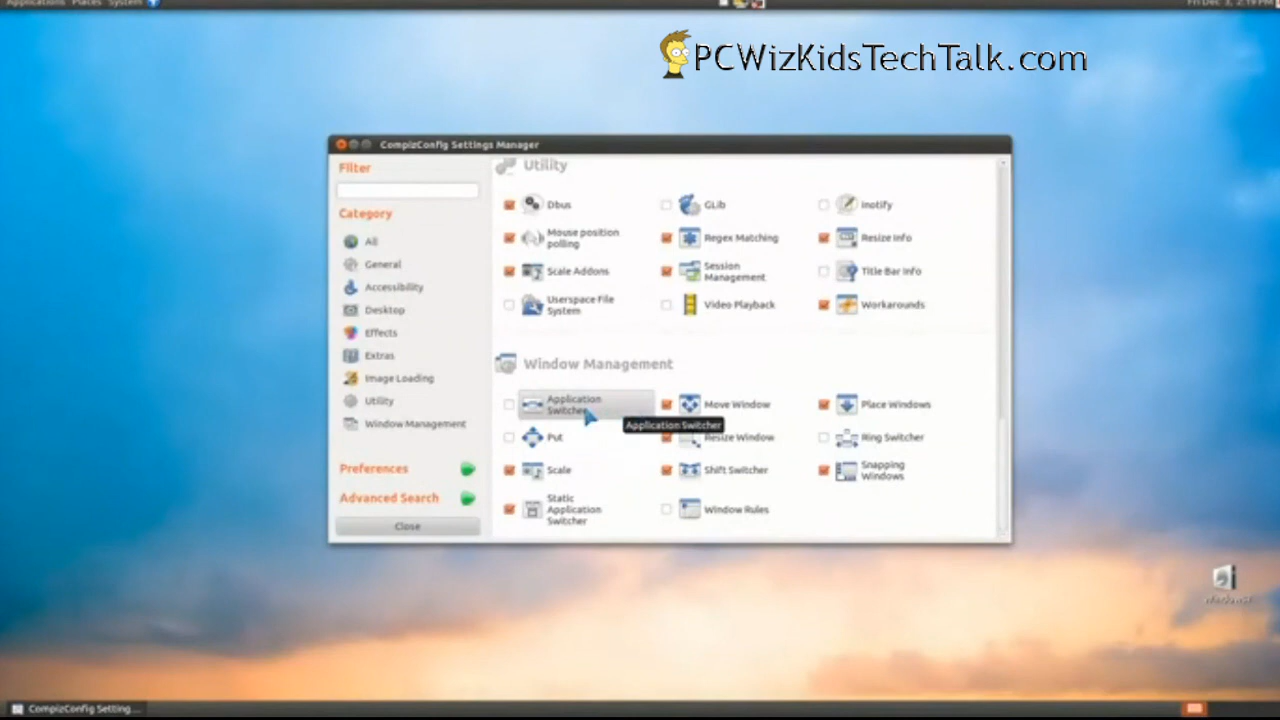 Applications Places System
Fri Dec 3, 2:19 PM
PCWizKidsTechTalk.com
CompizConfig Settings Manager
Filter
Category
All
General
Accessibility
Desktop
Effects
Extras
Image Loading
Utility
Window Management
Preferences
Advanced Search
Close
Utility
Dbus
GLib
Inotify
Mouse position
polling
Regex Matching
Resize Info
Scale Addons
Session
Management
Title Bar Info
Userspace File
System
Video Playback
Workarounds
Window Management
Application
Switcher
Move Window
Place Windows
Application Switcher
Put
Resize Window
Ring Switcher
Scale
Shift Switcher
Snapping
Windows
Static
Application
Switcher
Window Rules
CompizConfig Setting...